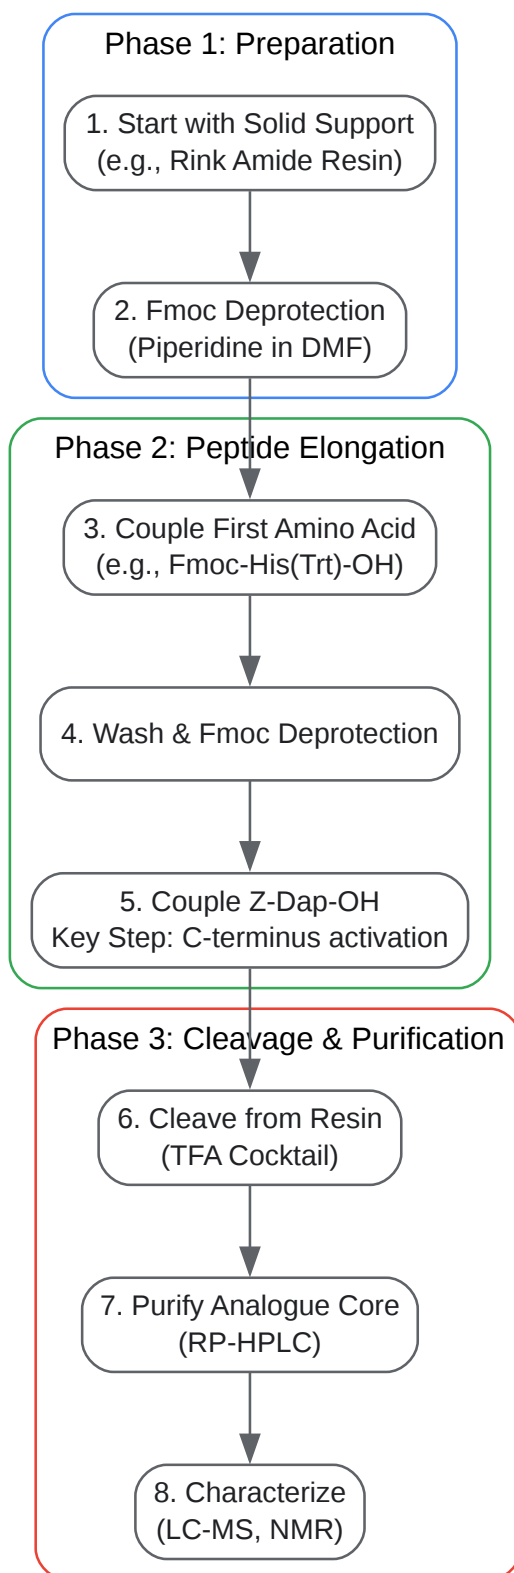 Phase 1: Preparation
1. Start with Solid Support
(e.g., Rink Amide Resin)
2. Fmoc Deprotection
(Piperidine in DMF)
Phase 2: Peptide Elongation
3. Couple First Amino Acid
(e.g., Fmoc-His(Trt)-OH)
4. Wash & Fmoc Deprotection
5. Couple Z-Dap-OH
Key Step: C-terminus activation
Phase 3: Cleavage & Purification
6. Cleave from Resin
(TFA Cocktail)
7. Purify Analogue Core
(RP-HPLC)
8. Characterize
(LC-MS, NMR)